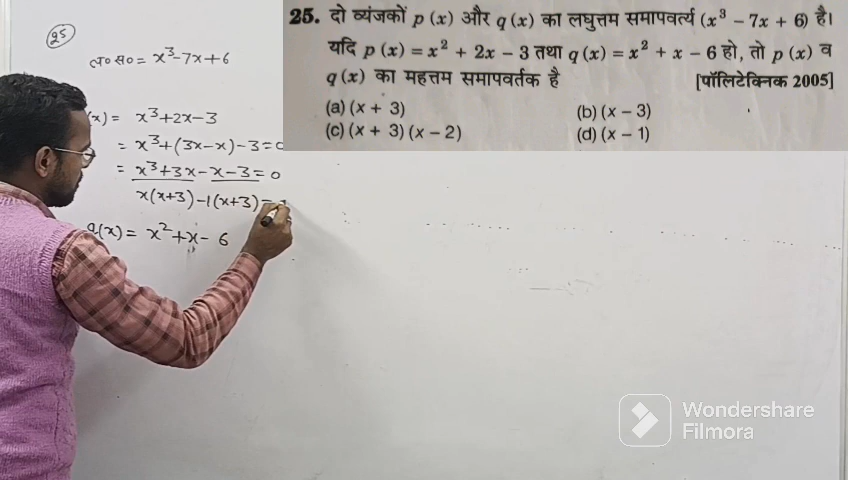 25. दो व्यंजकों p (x) और q (x) का लघुत्तम समापवर्त्य (x³ – 7x + 6) है।
यदि p (x) = x² + 2x – 3 तथा q (x) = x² + x – 6 हो, तो p (x) व
q (x) का महत्तम समापवर्तक है [पॉलिटेक्निक 2005]
(a) (x + 3) (b) (x – 3)
(c) (x + 3) (x – 2) (d) (x – 1)
25
ल० स० = x³-7x+6
(x) = x³+2x-3
= x³+(3x-x)-3=0
= x³+3x-x-3=0
x(x+3)-1(x+3)=
q(x) = x²+x-6
Wondershare
Filmora